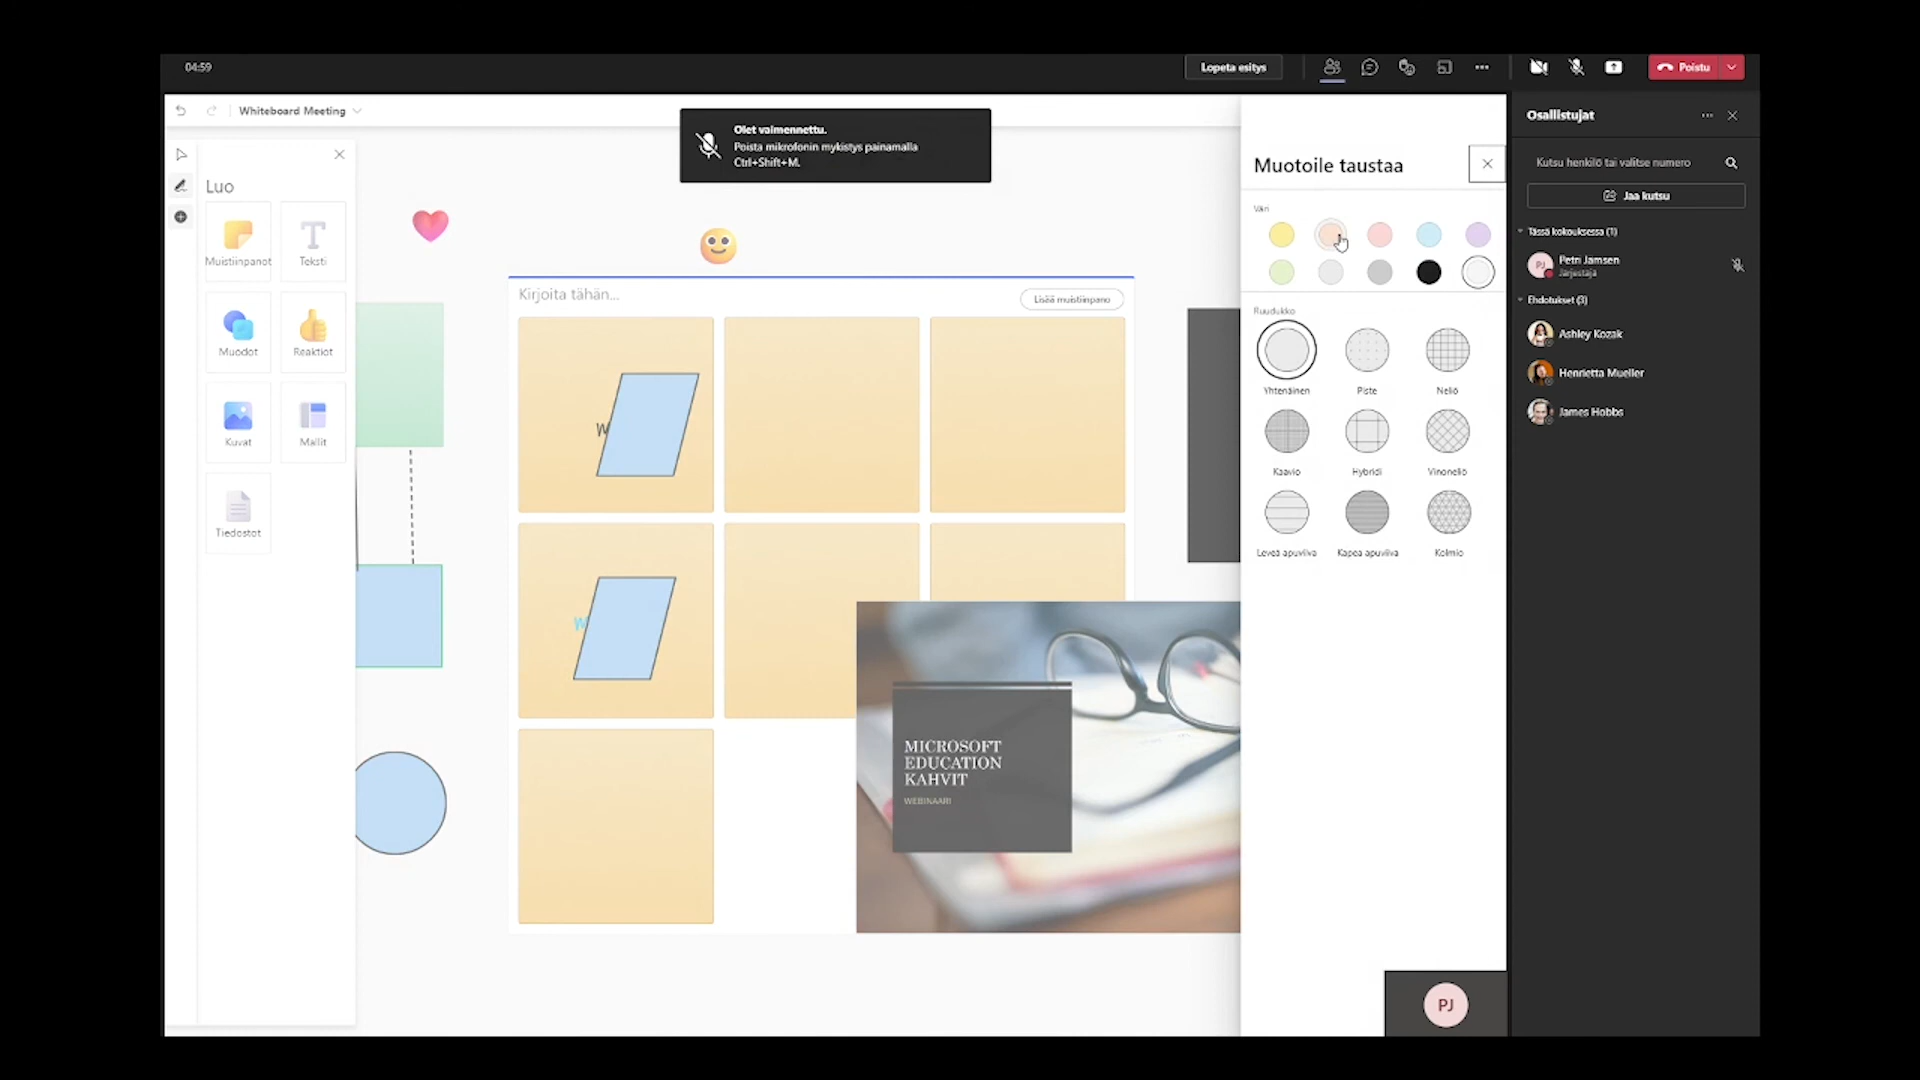 04:59
Lopeta esitys
Poistu
Whiteboard Meeting
Olet vaimennettu.
Poista mikrofonin mykistys painamalla
Ctrl+Shift+M.
Luo
Muistiinpanot
Teksti
Muodot
Reaktiot
Kuvat
Mallit
Tiedostot
Kirjoita tähän...
Lisää muistiinpano
W
W
MICROSOFT
EDUCATION
KAHVIT
WEBINAARI
Muotoile taustaa
Väri
Ruudukko
Yhtenäinen
Piste
Neliö
Kaavio
Hybridi
Vinoneliö
Leveä apuviiva
Kapea apuviiva
Kolmio
PJ
Osallistujat
Kutsu henkilö tai valitse numero
Jaa kutsu
Tässä kokouksessa (1)
PJ
Petri Jamsen
Järjestäjä
Ehdotukset (3)
Ashley Kozak
Henrietta Mueller
James Hobbs